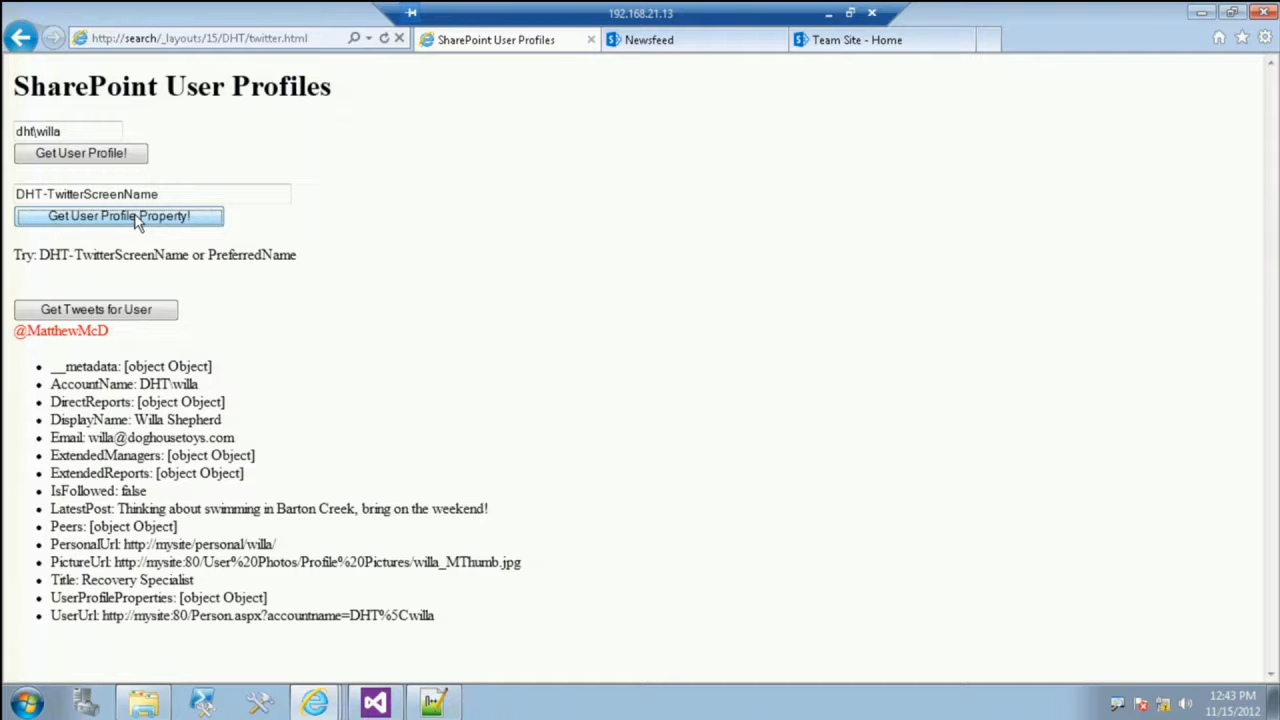 192.168.21.13
http://search/_layouts/15/DHT/twitter.html
SharePoint User Profiles
Newsfeed
Team Site - Home
SharePoint User Profiles
dht\willa
Get User Profile!
DHT-TwitterScreenName
Get User Profile Property!
Try: DHT-TwitterScreenName or PreferredName
Get Tweets for User
@MatthewMcD
__metadata: [object Object]
AccountName: DHT\willa
DirectReports: [object Object]
DisplayName: Willa Shepherd
Email: willa@doghousetoys.com
ExtendedManagers: [object Object]
ExtendedReports: [object Object]
IsFollowed: false
LatestPost: Thinking about swimming in Barton Creek, bring on the weekend!
Peers: [object Object]
PersonalUrl: http://mysite/personal/willa/
PictureUrl: http://mysite:80/User%20Photos/Profile%20Pictures/willa_MThumb.jpg
Title: Recovery Specialist
UserProfileProperties: [object Object]
UserUrl: http://mysite:80/Person.aspx?accountname=DHT%5Cwilla
12:43 PM
11/15/2012